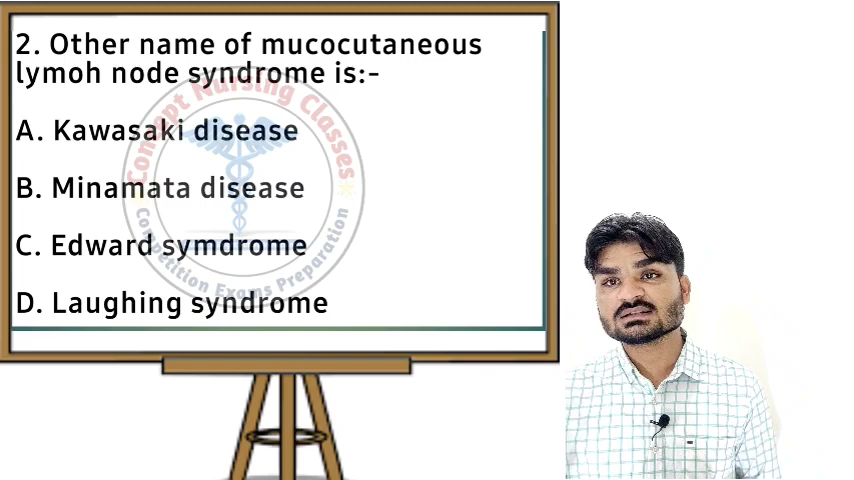 2. Other name of mucocutaneous
lymoh node syndrome is:-
A. Kawasaki disease
B. Minamata disease
C. Edward symdrome
D. Laughing syndrome
Concept Nursing Classes
Competition Exams Preparation